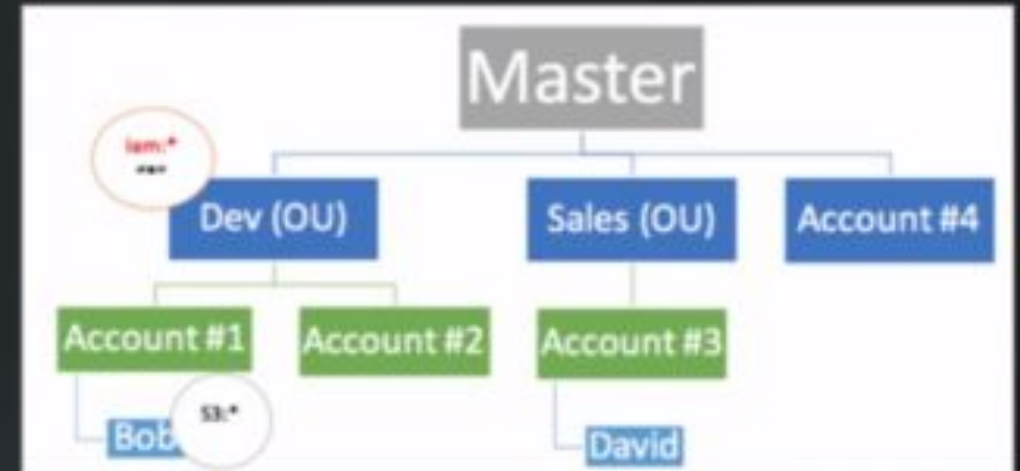 Master
iam:*
Dev (OU)
Sales (OU)
Account #4
Account #1
Account #2
Account #3
S3:*
Bob
David